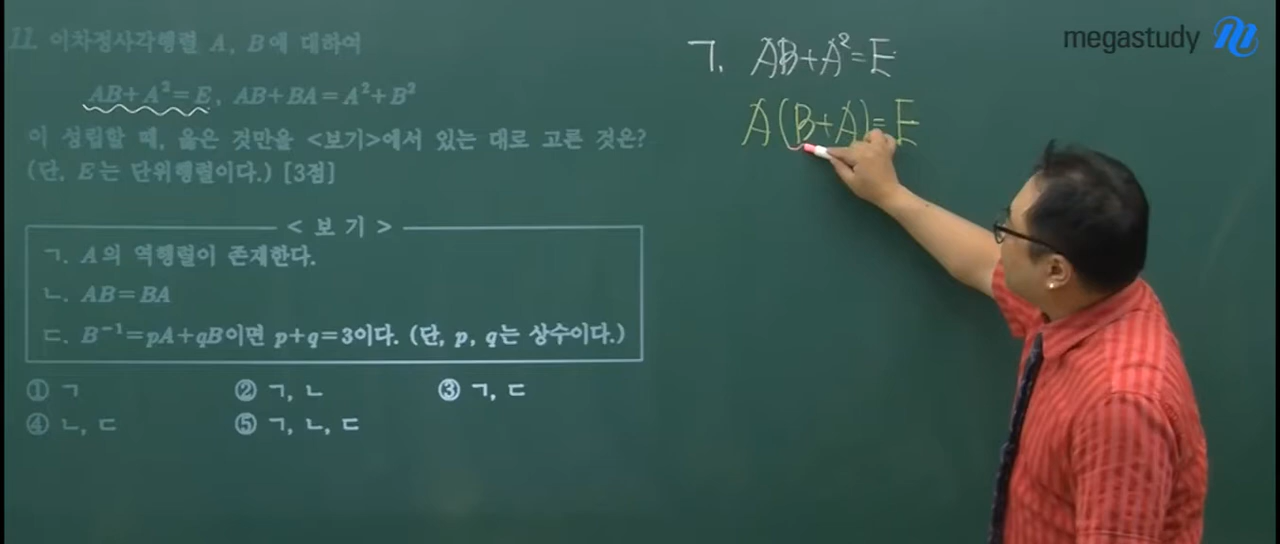 megastudy
11. 이차정사각행렬 A, B에 대하여
AB+A²=E, AB+BA=A²+B²
이 성립할 때, 옳은 것만을 <보기>에서 있는 대로 고른 것은?
(단, E는 단위행렬이다.) [3점]
< 보 기 >
ㄱ. A의 역행렬이 존재한다.
ㄴ. AB=BA
ㄷ. B⁻¹=pA+qB이면 p+q=3이다. (단, p, q는 상수이다.)
① ㄱ ② ㄱ, ㄴ ③ ㄱ, ㄷ
④ ㄴ, ㄷ ⑤ ㄱ, ㄴ, ㄷ
ㄱ. AB+A²=E
A(B+A)=E